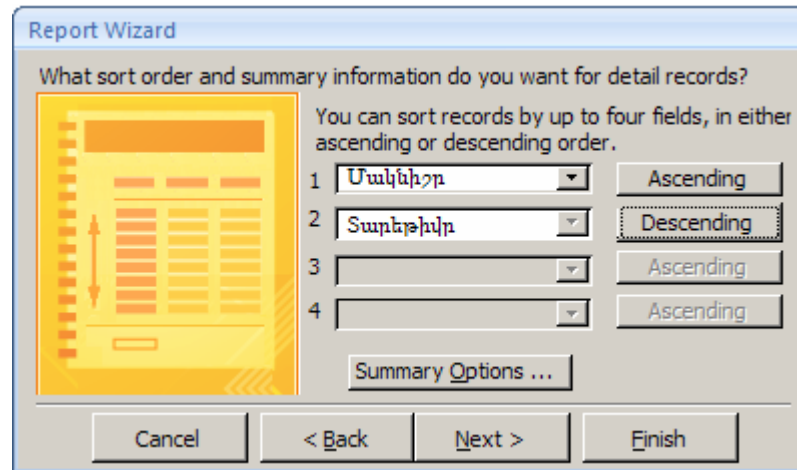 Report Wizard
What sort order and summary information do you want for detail records?
You can sort records by up to four fields, in either
ascending or descending order.
1 Մակնիշը Ascending
2 Տարեթիվը Descending
3 Ascending
4 Ascending
Summary Options ...
Cancel < Back Next > Finish